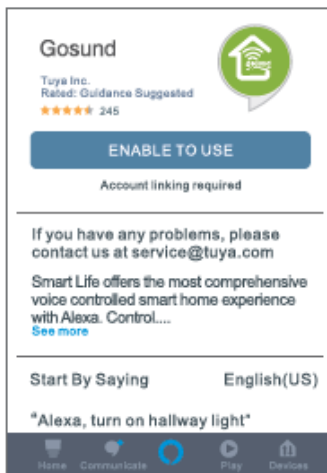 Gosund
Tuya Inc.
Rated: Guidance Suggested
245
ENABLE TO USE
Account linking required
If you have any problems, please
contact us at service@tuya.com
Smart Life offers the most comprehensive
voice controlled smart home experience
with Alexa. Control....
See more
Start By Saying English(US)
"Alexa, turn on hallway light"
Home Communicate Play Devices